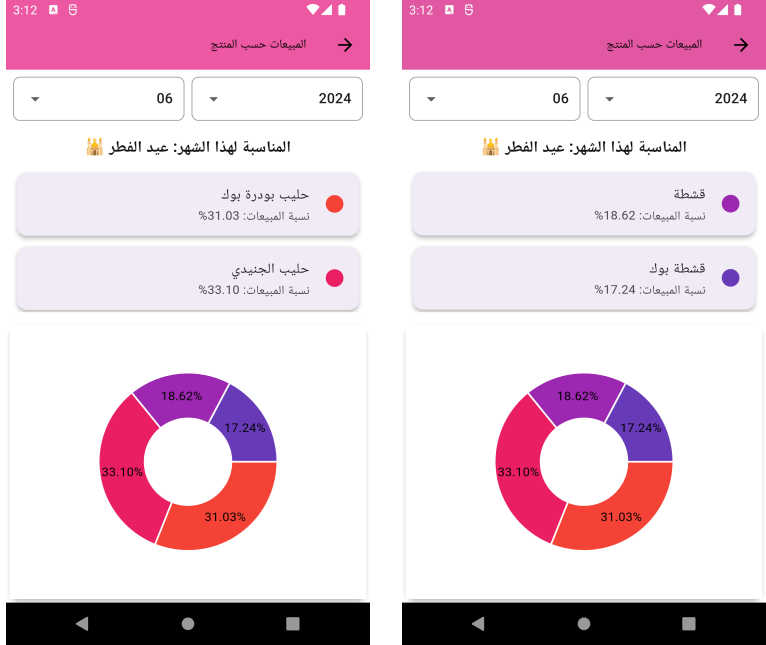 3:12
المبيعات حسب المنتج
2024
06
المناسبة لهذا الشهر: عيد الفطر 🕌
حليب بودرة بوك
نسبة المبيعات: 31.03%
حليب الجنيدي
نسبة المبيعات: 33.10%
18.62%
17.24%
33.10%
31.03%
3:12
المبيعات حسب المنتج
2024
06
المناسبة لهذا الشهر: عيد الفطر 🕌
قشطة
نسبة المبيعات: 18.62%
قشطة بوك
نسبة المبيعات: 17.24%
18.62%
17.24%
33.10%
31.03%